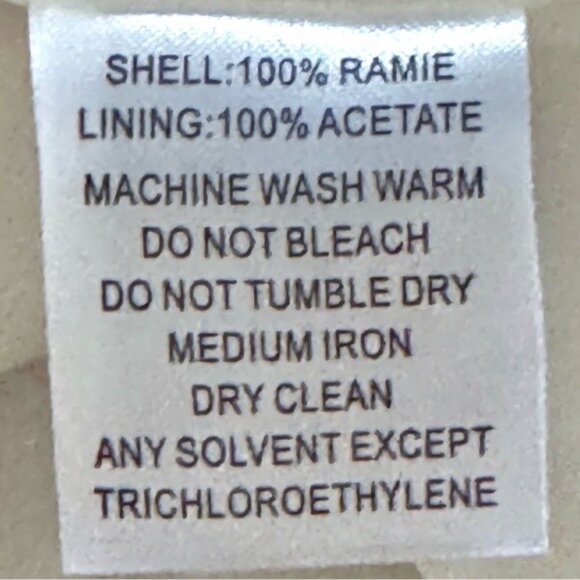 SHELL:100% RAMIE
LINING:100% ACETATE
MACHINE WASH WARM
DO NOT BLEACH
DO NOT TUMBLE DRY
MEDIUM IRON
DRY CLEAN
ANY SOLVENT EXCEPT
TRICHLOROETHYLENE